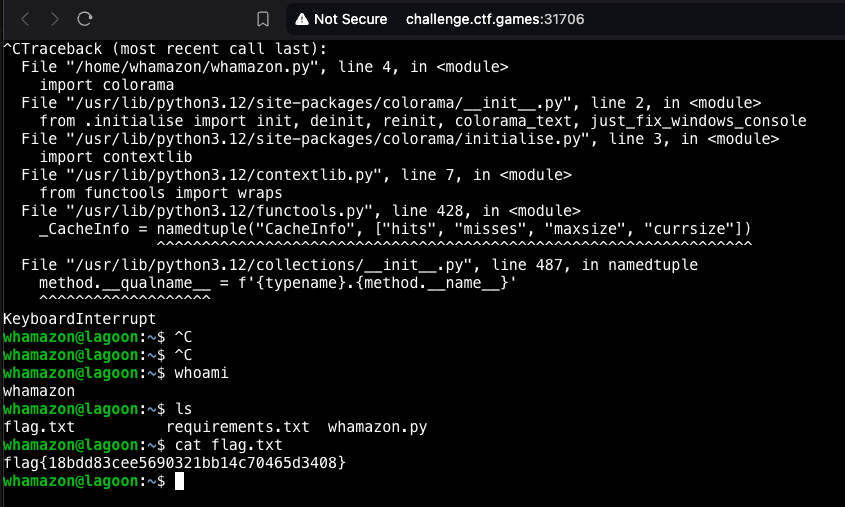 Not Secure challenge.ctf.games:31706
^CTraceback (most recent call last):
  File "/home/whamazon/whamazon.py", line 4, in <module>
    import colorama
  File "/usr/lib/python3.12/site-packages/colorama/__init__.py", line 2, in <module>
    from .initialise import init, deinit, reinit, colorama_text, just_fix_windows_console
  File "/usr/lib/python3.12/site-packages/colorama/initialise.py", line 3, in <module>
    import contextlib
  File "/usr/lib/python3.12/contextlib.py", line 7, in <module>
    from functools import wraps
  File "/usr/lib/python3.12/functools.py", line 428, in <module>
    _CacheInfo = namedtuple("CacheInfo", ["hits", "misses", "maxsize", "currsize"])
                 ^^^^^^^^^^^^^^^^^^^^^^^^^^^^^^^^^^^^^^^^^^^^^^^^^^^^^^^^^^^^^^^^^^
  File "/usr/lib/python3.12/collections/__init__.py", line 487, in namedtuple
    method.__qualname__ = f'{typename}.{method.__name__}'
    ^^^^^^^^^^^^^^^^^^^
KeyboardInterrupt
whamazon@lagoon:~$ ^C
whamazon@lagoon:~$ ^C
whamazon@lagoon:~$ whoami
whamazon
whamazon@lagoon:~$ ls
flag.txt          requirements.txt  whamazon.py
whamazon@lagoon:~$ cat flag.txt
flag{18bdd83cee5690321bb14c70465d3408}
whamazon@lagoon:~$